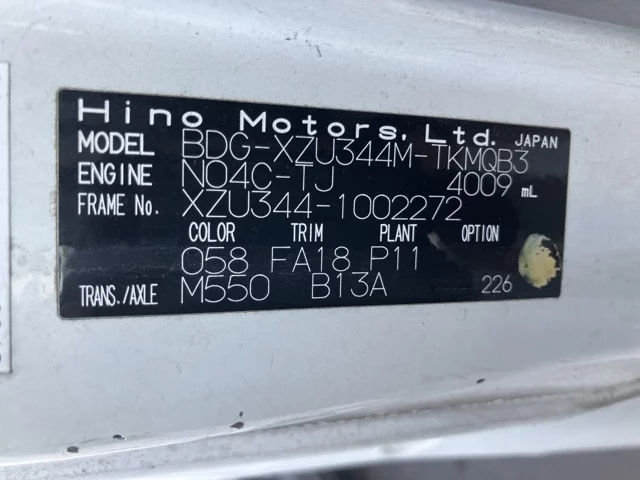 Hino Motors, Ltd. JAPAN
MODEL BDG-XZU344M-TKMQB3
ENGINE N04C-TJ 4009 mL
FRAME No. XZU344-1002272
COLOR TRIM PLANT OPTION
058 FA18 P11
TRANS./AXLE M550 B13A 226